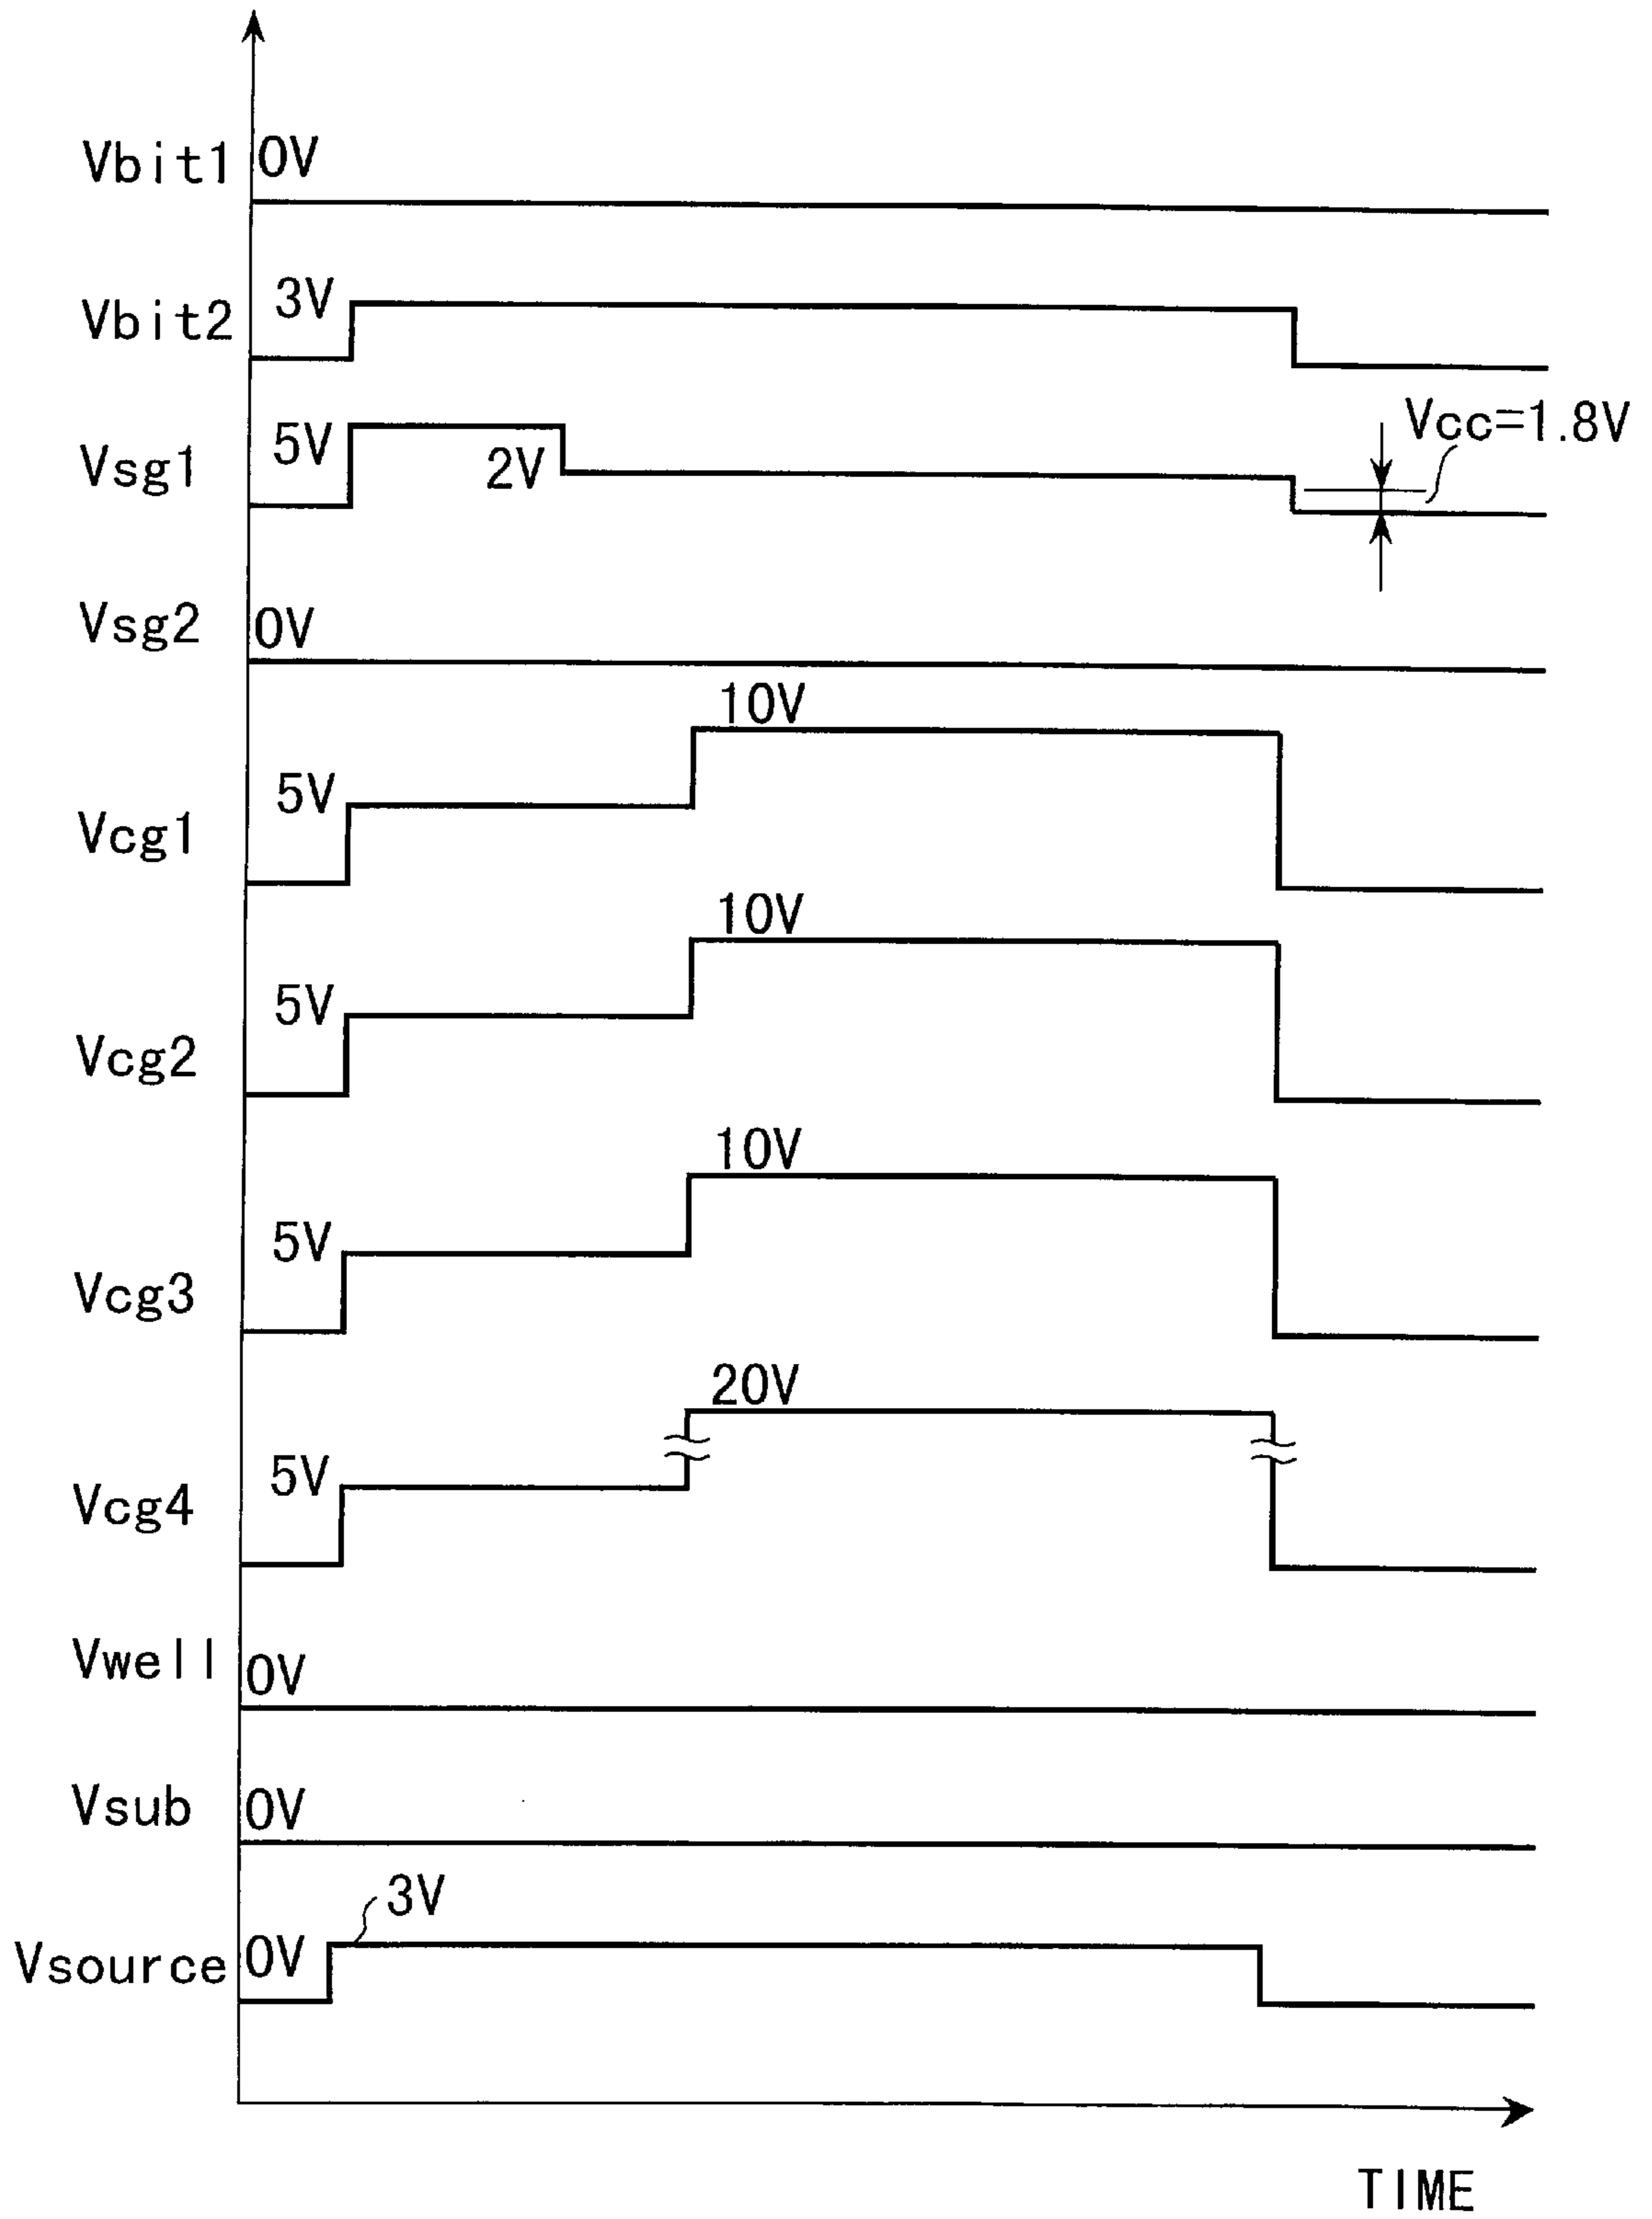 Vbit1 0V
Vbit2 3V
Vsg1 5V 2V Vcc=1.8V
Vsg2 0V
10V
Vcg1 5V
10V
Vcg2 5V
10V
Vcg3 5V
20V
Vcg4 5V
Vwell 0V
Vsub 0V
3V
Vsource 0V
TIME